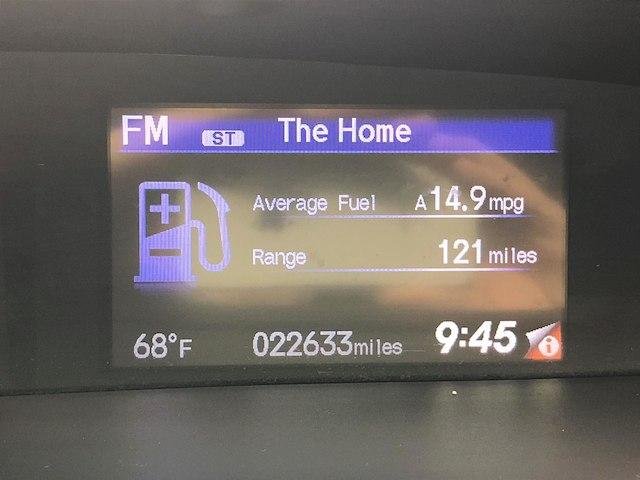 FM ST The Home
Average Fuel A14.9mpg
Range 121 miles
68°F 022633miles 9:45 i